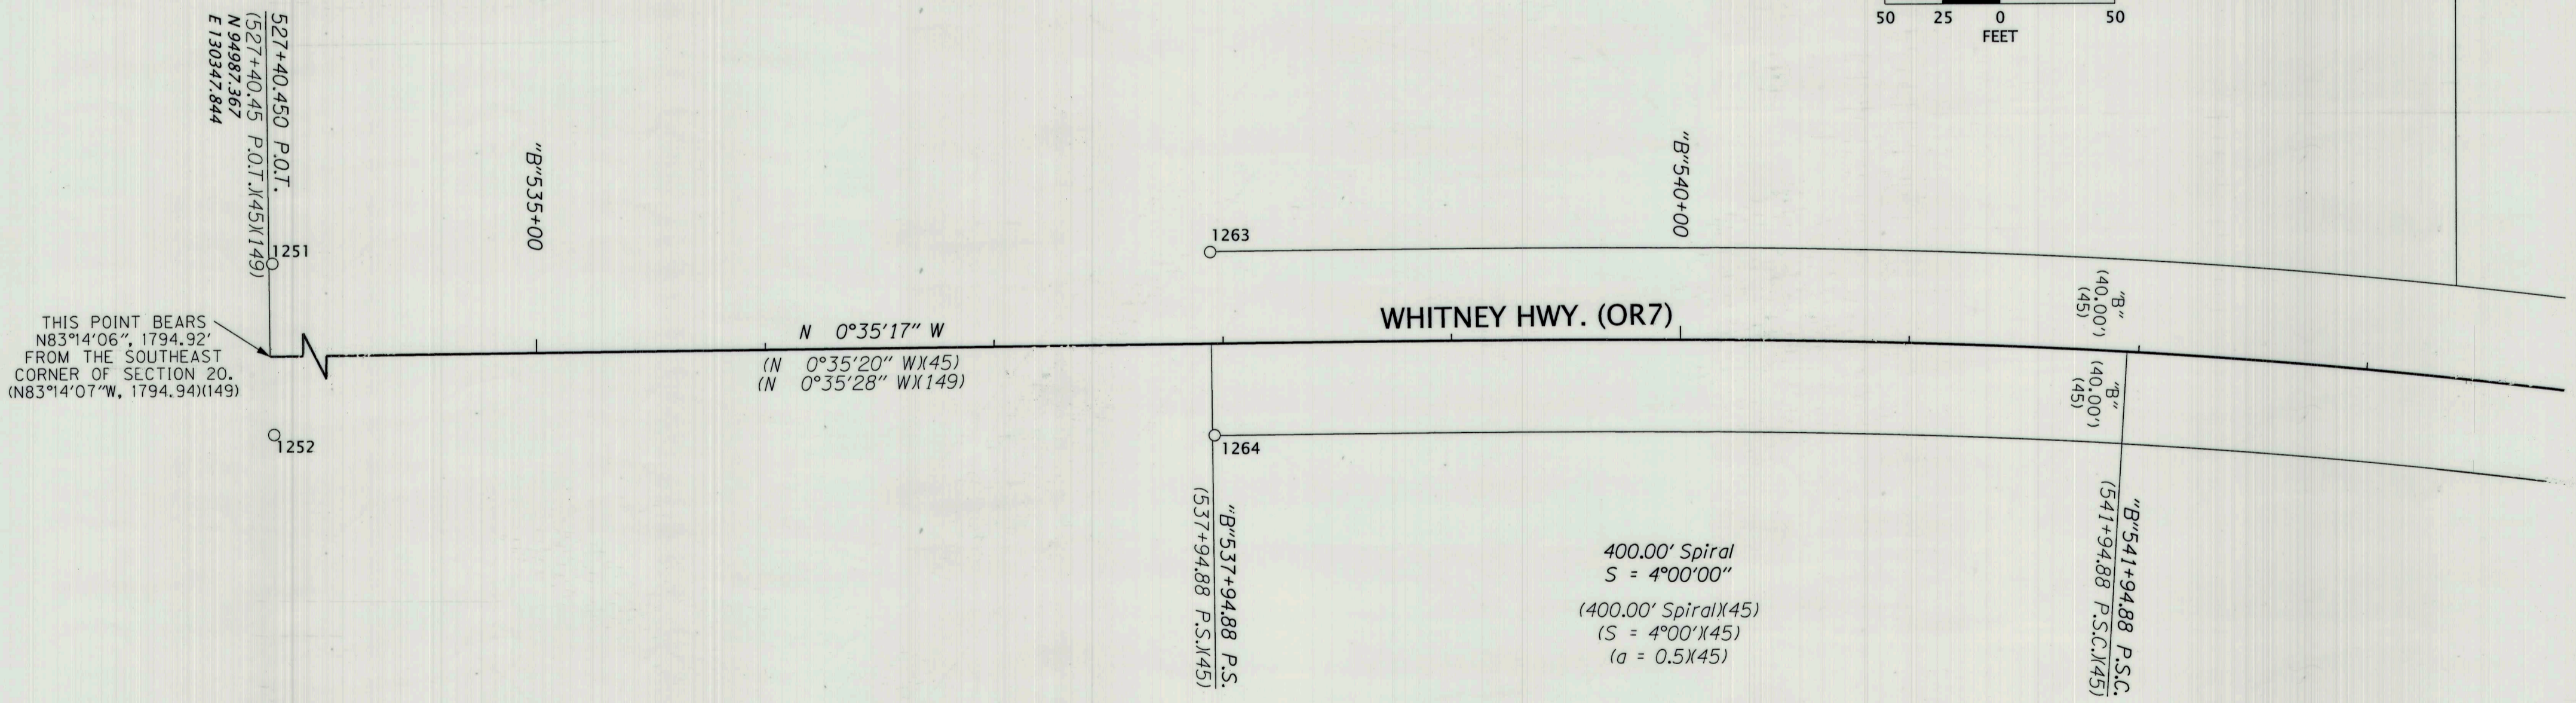 50 25 0 50
FEET
527+40.450 P.O.T.
(527+40.45 P.O.T.)(45)(149)
N 94987.367
E 130347.844
1251
THIS POINT BEARS
N83°14'06", 1794.92'
FROM THE SOUTHEAST
CORNER OF SECTION 20.
(N83°14'07"W, 1794.94)(149)
1252
"B"535+00
N 0°35'17" W
(N 0°35'20" W)(45)
(N 0°35'28" W)(149)
1263
WHITNEY HWY. (OR7)
"B"540+00
1264
"B"537+94.88 P.S.
(537+94.88 P.S.)(45)
400.00' Spiral
S = 4°00'00"
(400.00' Spiral)(45)
(S = 4°00')(45)
(a = 0.5)(45)
"B"
(40.00')
(45)
"B"
(40.00')
(45)
"B"541+94.88 P.S.C.
(541+94.88 P.S.C.)(45)